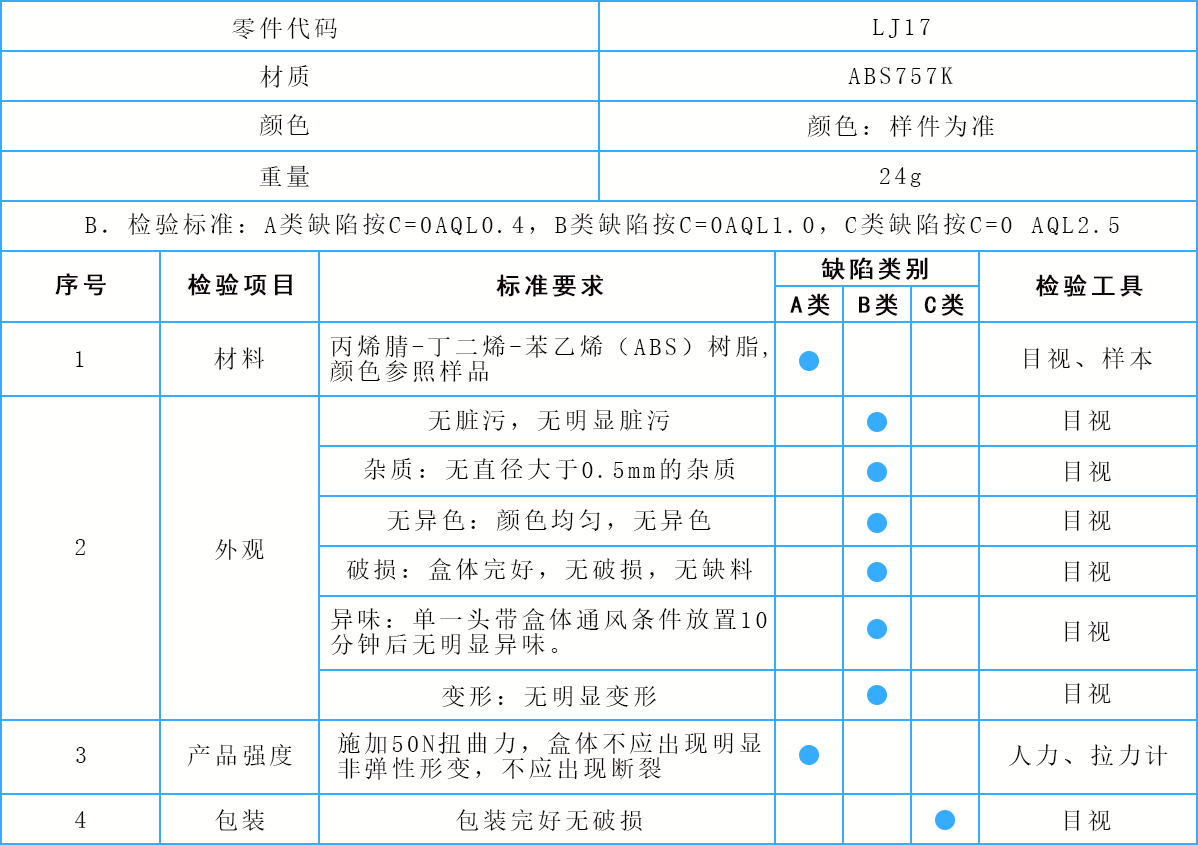 零件代码 LJ17
材质 ABS757K
颜色 颜色：样件为准
重量 24g
B. 检验标准：A类缺陷按C=0AQL0.4，B类缺陷按C=0AQL1.0，C类缺陷按C=0 AQL2.5
序号 检验项目 标准要求 缺陷类别 检验工具
A类 B类 C类
1 材料 丙烯腈-丁二烯-苯乙烯（ABS）树脂,
颜色参照样品
目视、样本
2 外观
无脏污，无明显脏污 目视
杂质：无直径大于0.5mm的杂质 目视
无异色：颜色均匀，无异色 目视
破损：盒体完好，无破损，无缺料 目视
异味：单一头带盒体通风条件放置10
分钟后无明显异味。
目视
变形：无明显变形 目视
3 产品强度 施加50N扭曲力，盒体不应出现明显
非弹性形变，不应出现断裂
人力、拉力计
4 包装 包装完好无破损 目视